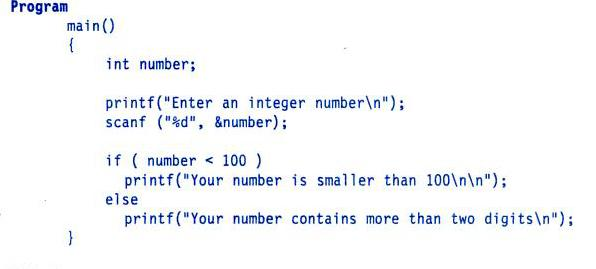 Program
main()
{
int number;
printf("Enter an integer number\n");
scanf ("%d", &number);
if ( number < 100 )
printf("Your number is smaller than 100\n\n");
else
printf("Your number contains more than two digits\n");
}